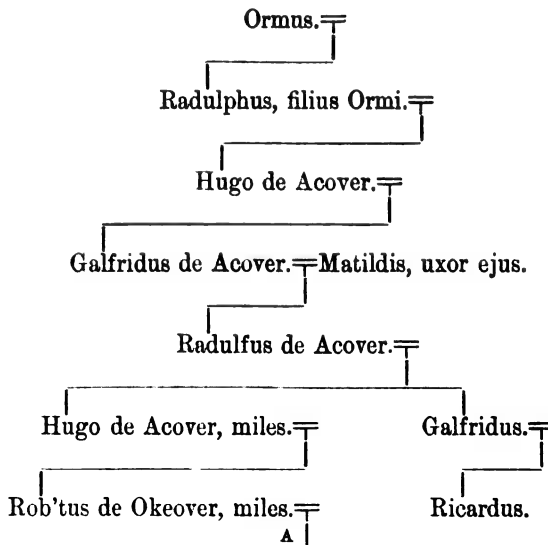 Ormus.
Radulphus, filius Ormi.
Hugo de Acover.
Galfridus de Acover. Matildis, uxor ejus.
Radulfus de Acover.
Hugo de Acover, miles. Galfridus.
Rob'tus de Okeover, miles. Ricardus.
A